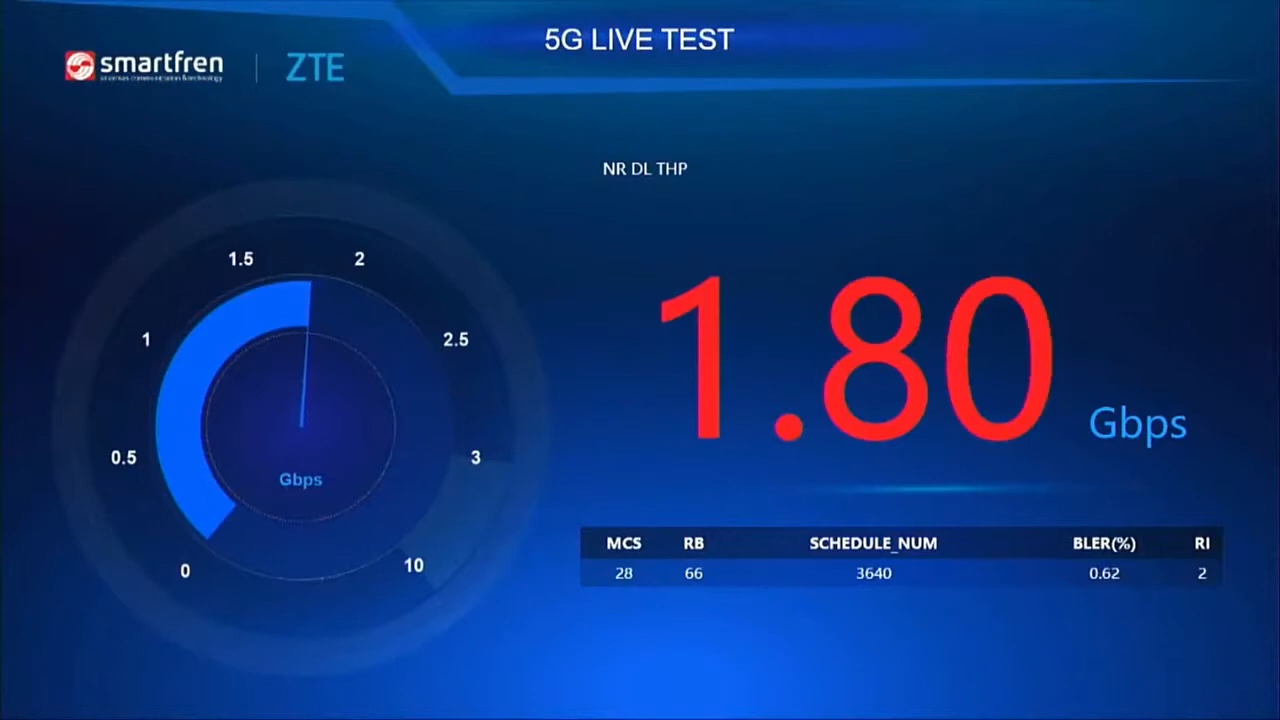 5G LIVE TEST
smartfren
ZTE
NR DL THP
1.5
2
1
2.5
0.5
3
Gbps
0
10
1.80 Gbps
MCS RB SCHEDULE_NUM BLER(%) RI
28 66 3640 0.62 2